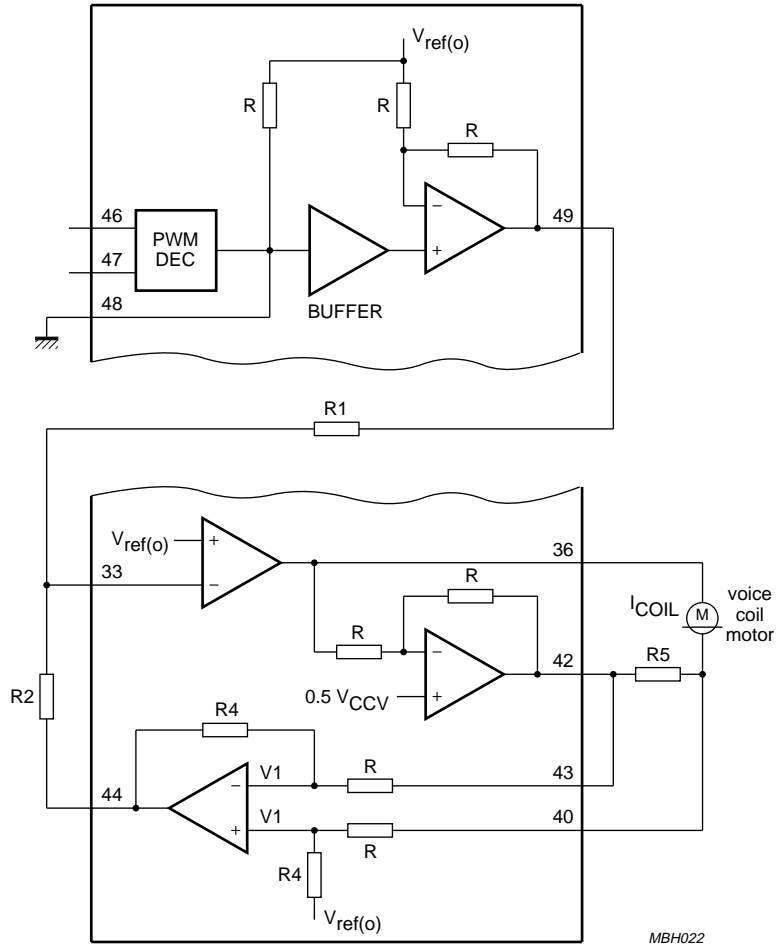 Vref(o)
R
R
R
46
47
48
PWM
DEC
BUFFER
−
+
49
R1
Vref(o)
+
−
33
36
R
R
−
+
0.5 VCCV
42
ICOIL
M
voice
coil
motor
R5
R2
R4
V1
−
R
43
44
V1
+
R
40
R4
Vref(o)
MBH022